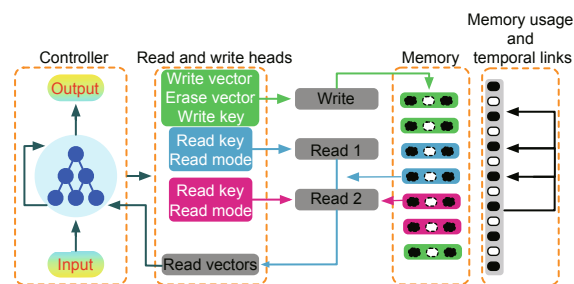 Memory usage
and
temporal links
Controller
Read and write heads
Memory
Output
Write vector
Erase vector
Write key
Write
Read key
Read mode
Read 1
Read key
Read mode
Read 2
Read vectors
Input